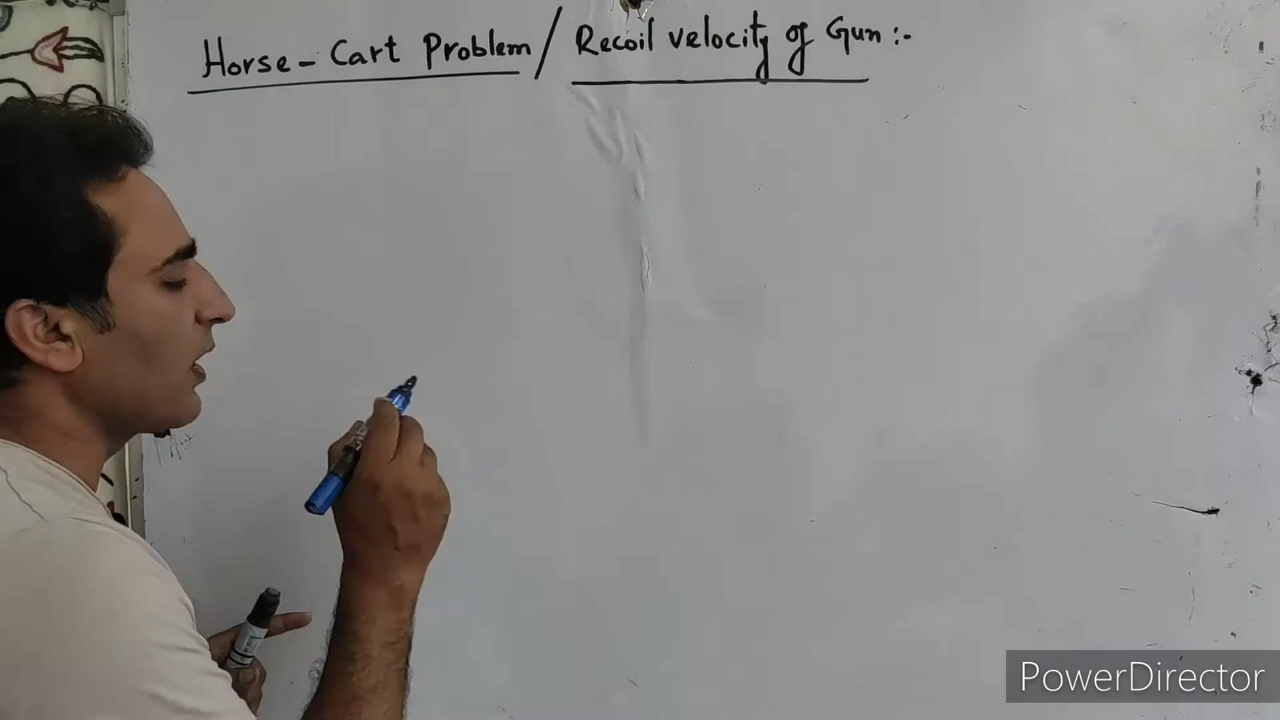 Horse - Cart Problem / Recoil velocity of Gun :-
PowerDirector